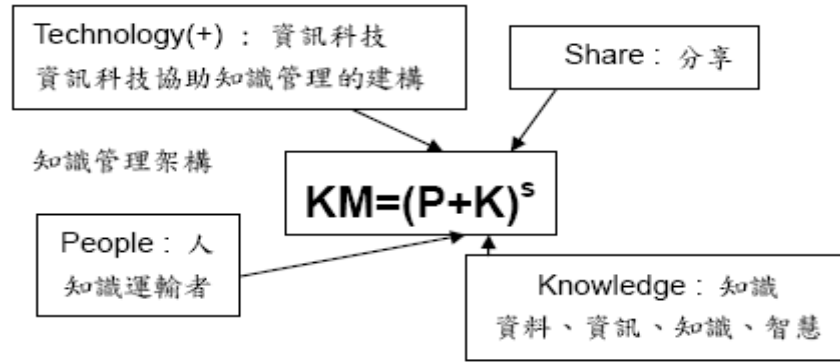 Technology(+)：資訊科技
資訊科技協助知識管理的建構
Share：分享
知識管理架構
KM=(P+K)^s
People：人
知識運輸者
Knowledge：知識
資料、資訊、知識、智慧